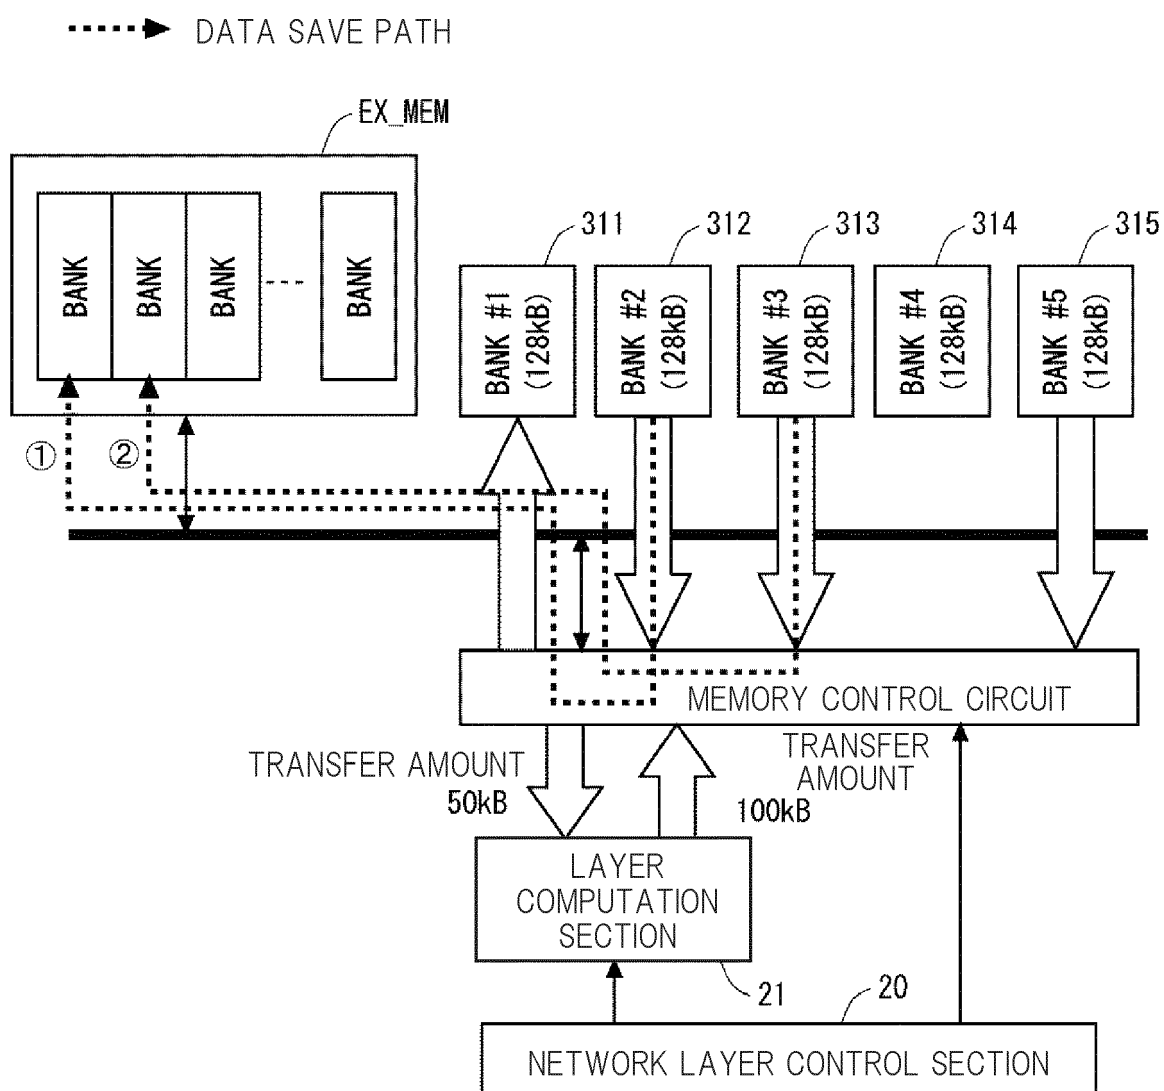 DATA SAVE PATH
EX_MEM
BANK
BANK
BANK
BANK
311
312
313
314
315
BANK #1
(128kB)
BANK #2
(128kB)
BANK #3
(128kB)
BANK #4
(128kB)
BANK #5
(128kB)
①
②
MEMORY CONTROL CIRCUIT
TRANSFER AMOUNT
50kB
TRANSFER
AMOUNT
100kB
LAYER
COMPUTATION
SECTION
21
20
NETWORK LAYER CONTROL SECTION